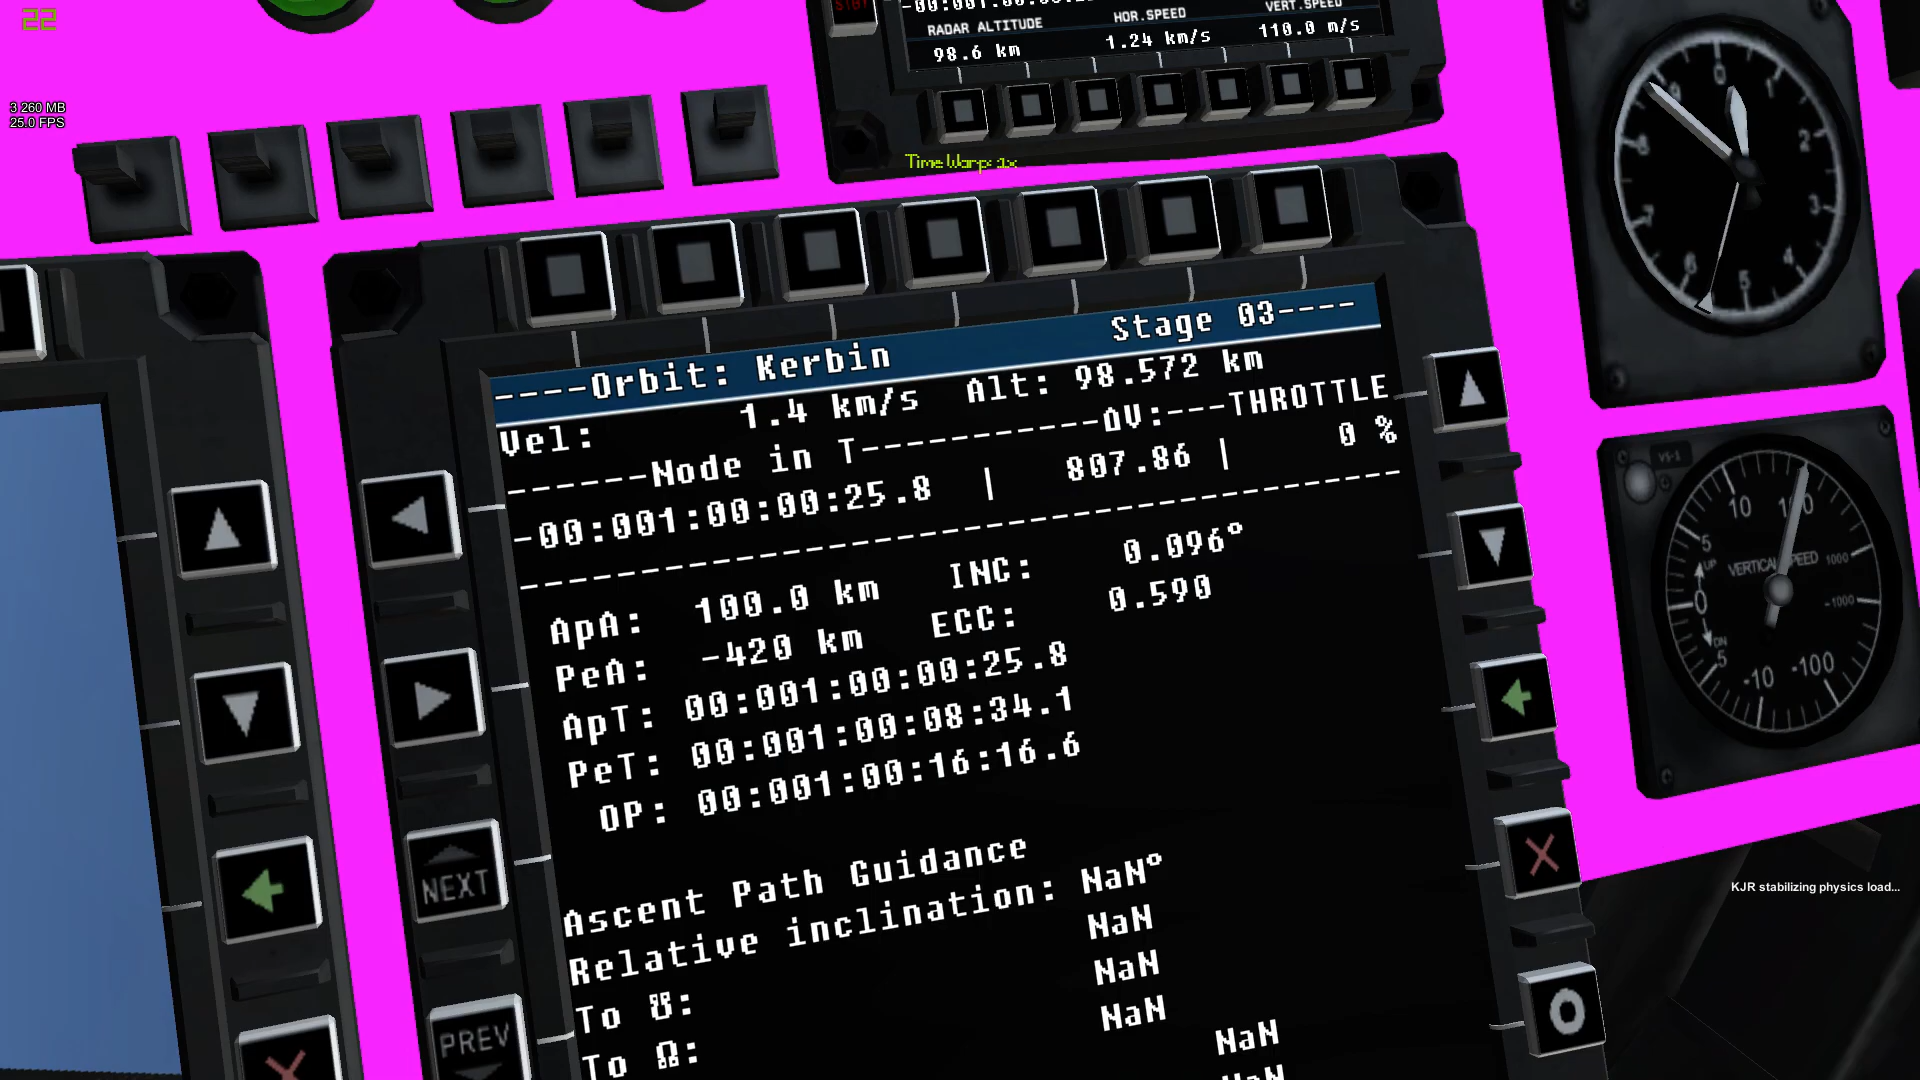 22
3 260 MB
25.0 FPS
RADAR ALTITUDE HOR.SPEED VERT.SPEED
98.6 km 1.24 km/s 110.0 m/s
Time Warp: 1x
----Orbit: Kerbin Stage 03----
Vel: 1.4 km/s Alt: 98.572 km
------Node in T-----------ΔV:---THROTTLE
-00:001:00:00:25.8 | 807.86 | 0 %
ApA: 100.0 km INC: 0.096°
PeA: -420 km ECC: 0.590
ApT: 00:001:00:00:25.8
PeT: 00:001:00:08:34.1
OP: 00:001:00:16:16.6
Ascent Path Guidance
Relative inclination: NaN°
To ☋: NaN
To ☊: NaN
NaN
NaN
NaN
NEXT
PREV
0
2
3
4
5
6
7
8
VS-1
10 100
5 1000
UP VERTICAL SPEED
0
-1000
DN
5
-10 -100
KJR stabilizing physics load...